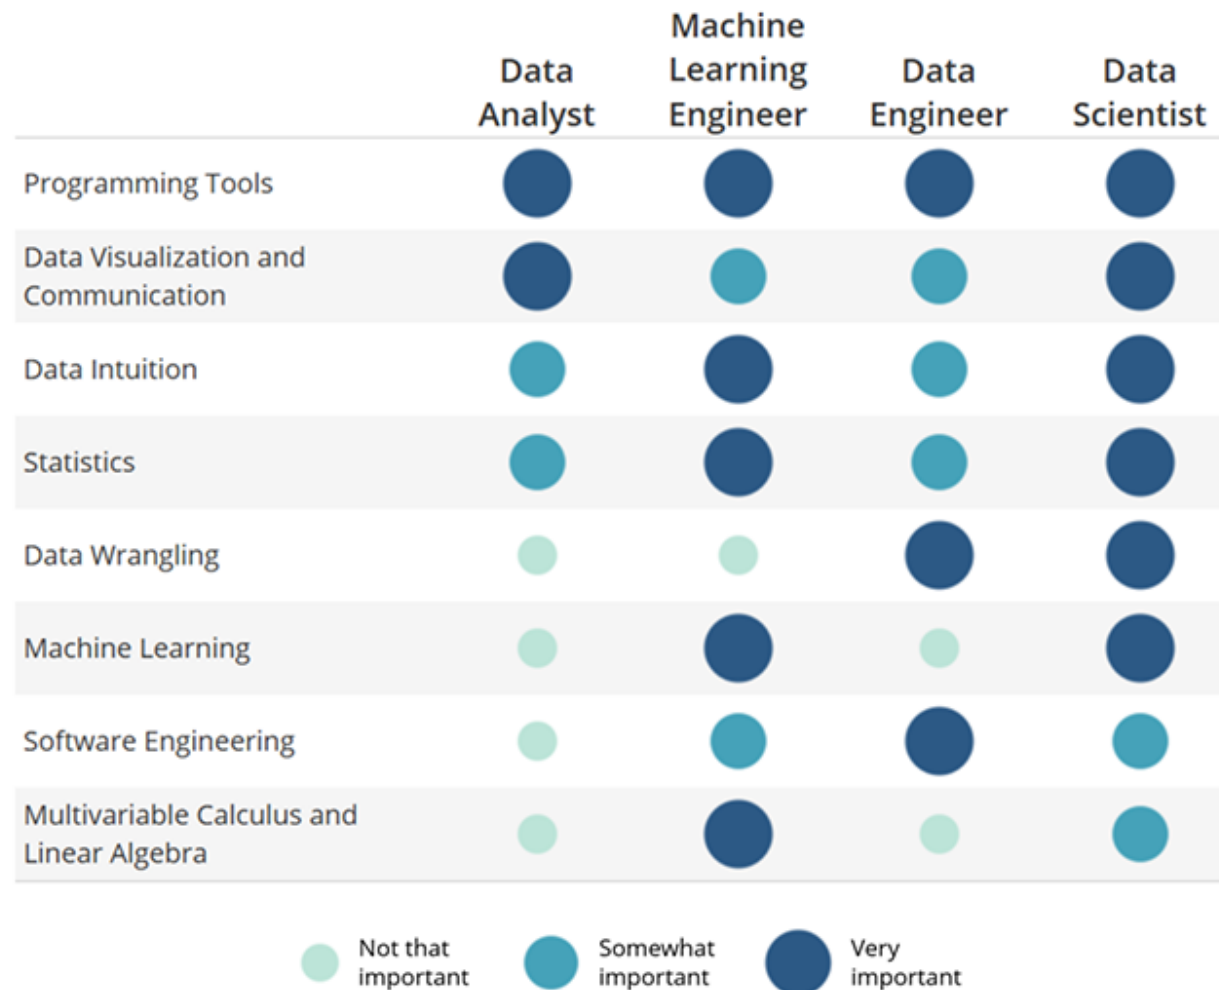 Data Analyst
Machine Learning Engineer
Data Engineer
Data Scientist
Programming Tools
Data Visualization and
Communication
Data Intuition
Statistics
Data Wrangling
Machine Learning
Software Engineering
Multivariable Calculus and
Linear Algebra
Not that
important
Somewhat
important
Very
important